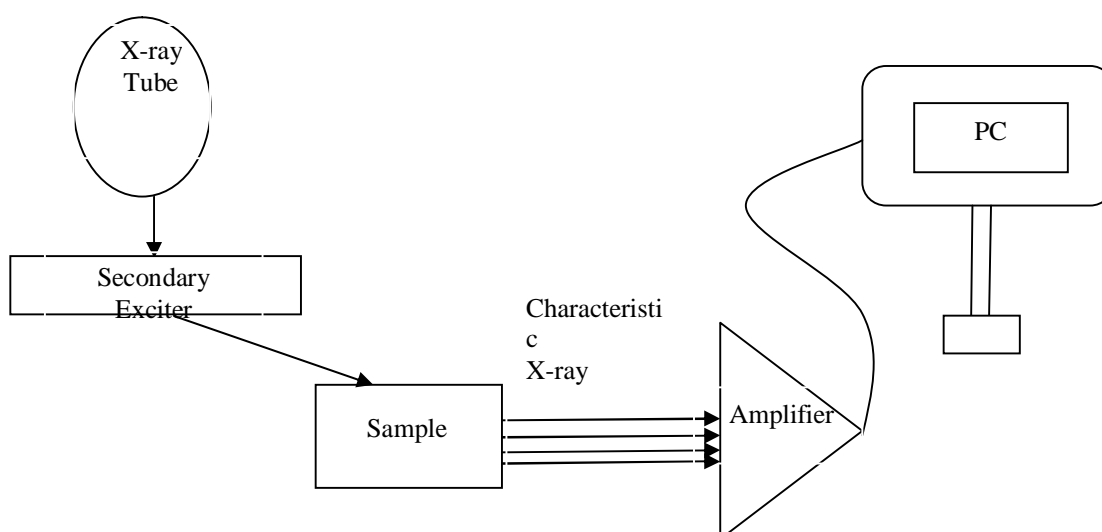 X-ray
Tube
PC
Secondary
Exciter
Characteristi
c
X-ray
Sample
Amplifier